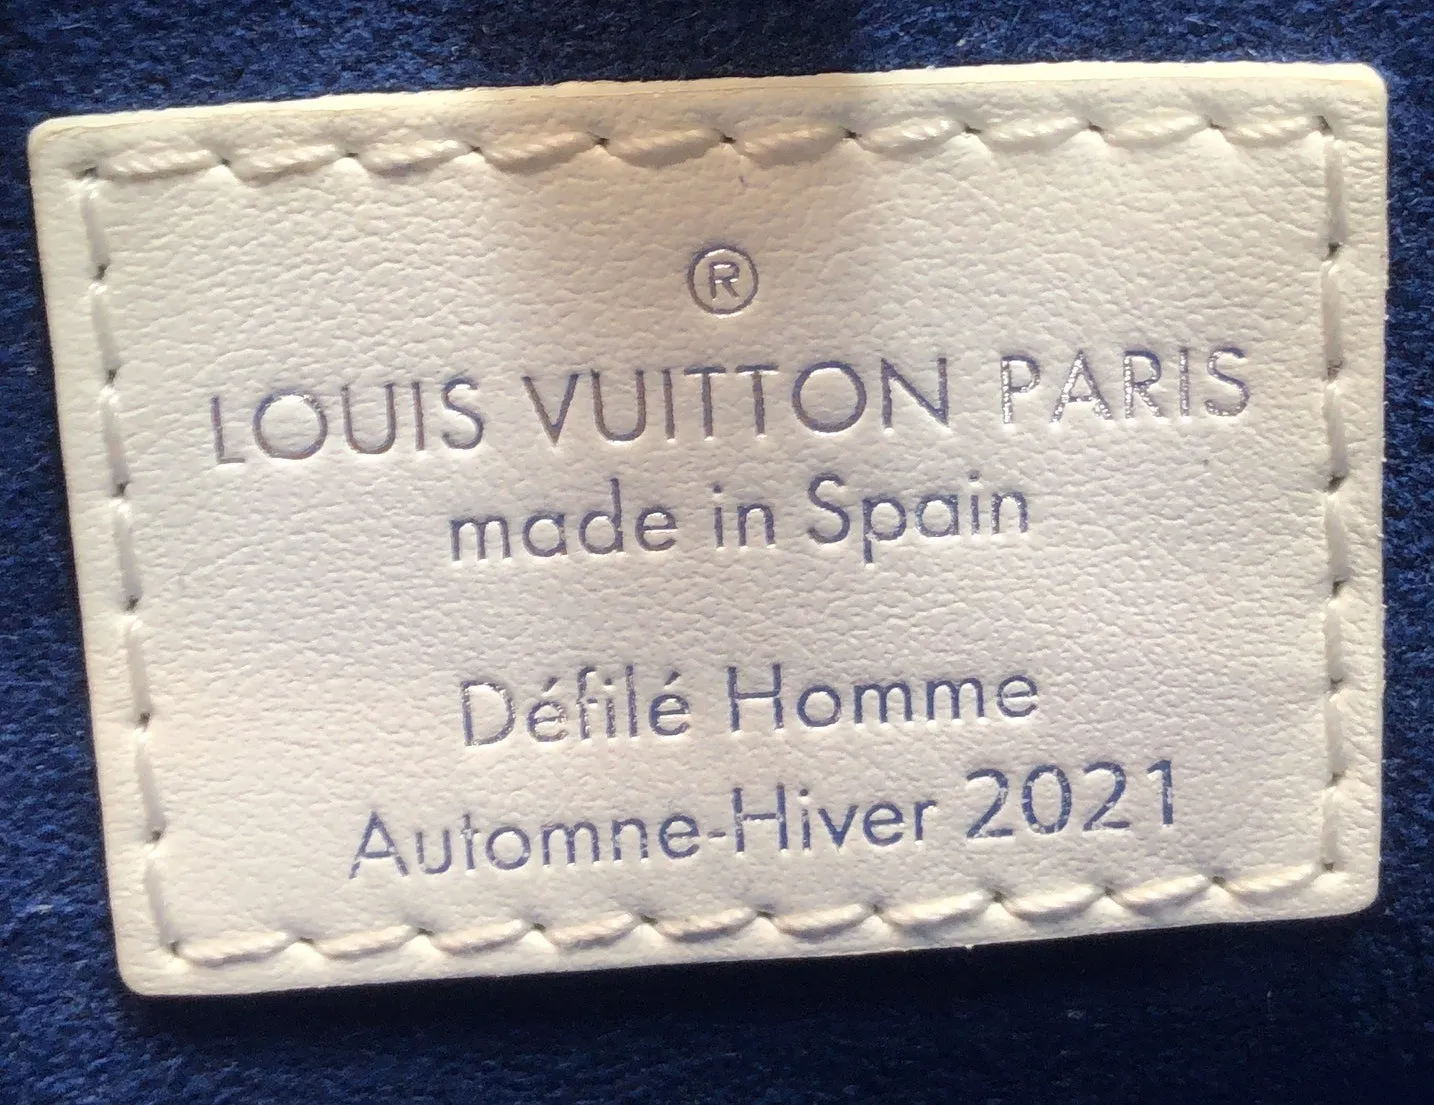 ®
LOUIS VUITTON PARIS
made in Spain
Défilé Homme
Automne-Hiver 2021